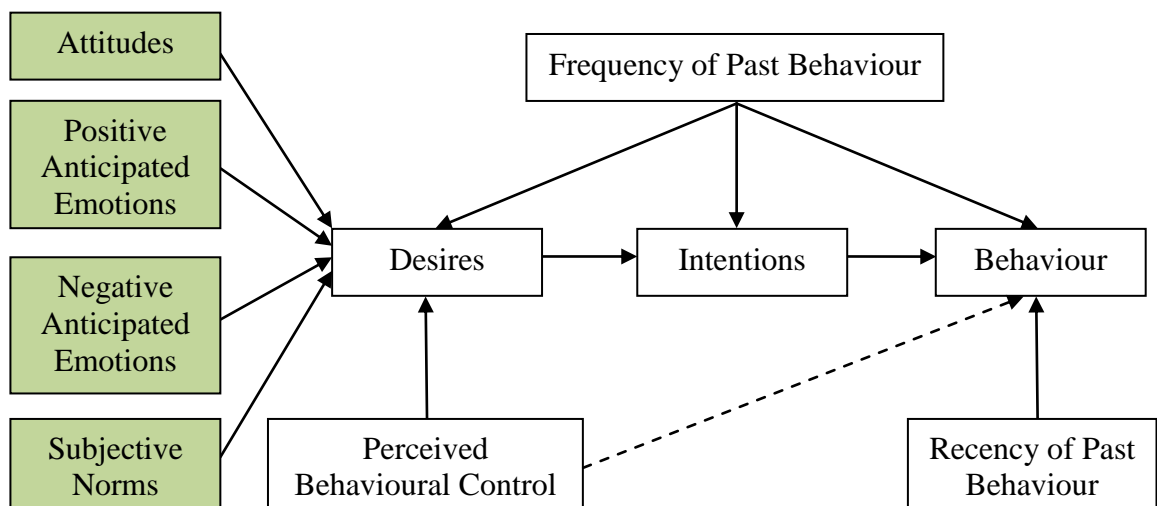 Attitudes
Frequency of Past Behaviour
Positive
Anticipated
Emotions
Desires
Intentions
Behaviour
Negative
Anticipated
Emotions
Subjective
Norms
Perceived
Behavioural Control
Recency of Past
Behaviour